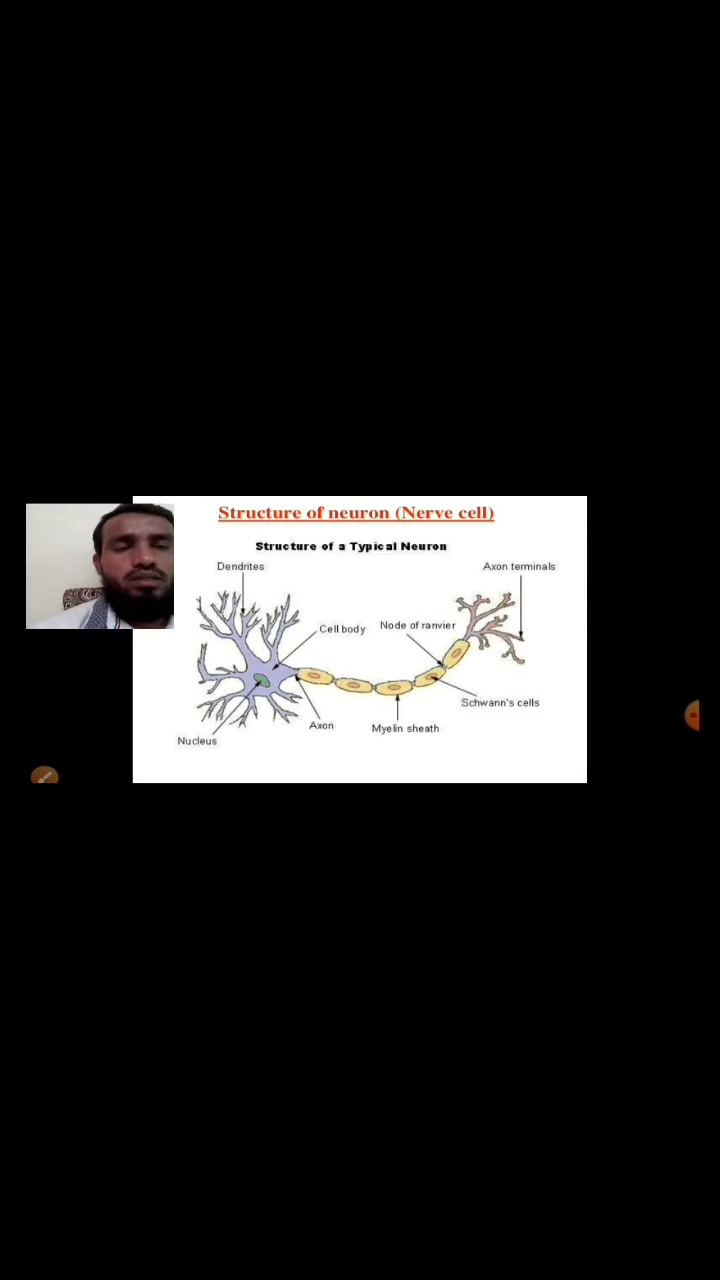 Structure of neuron (Nerve cell)
Structure of a Typical Neuron
Dendrites
Axon terminals
Cell body
Node of ranvier
Schwann's cells
Axon
Myelin sheath
Nucleus